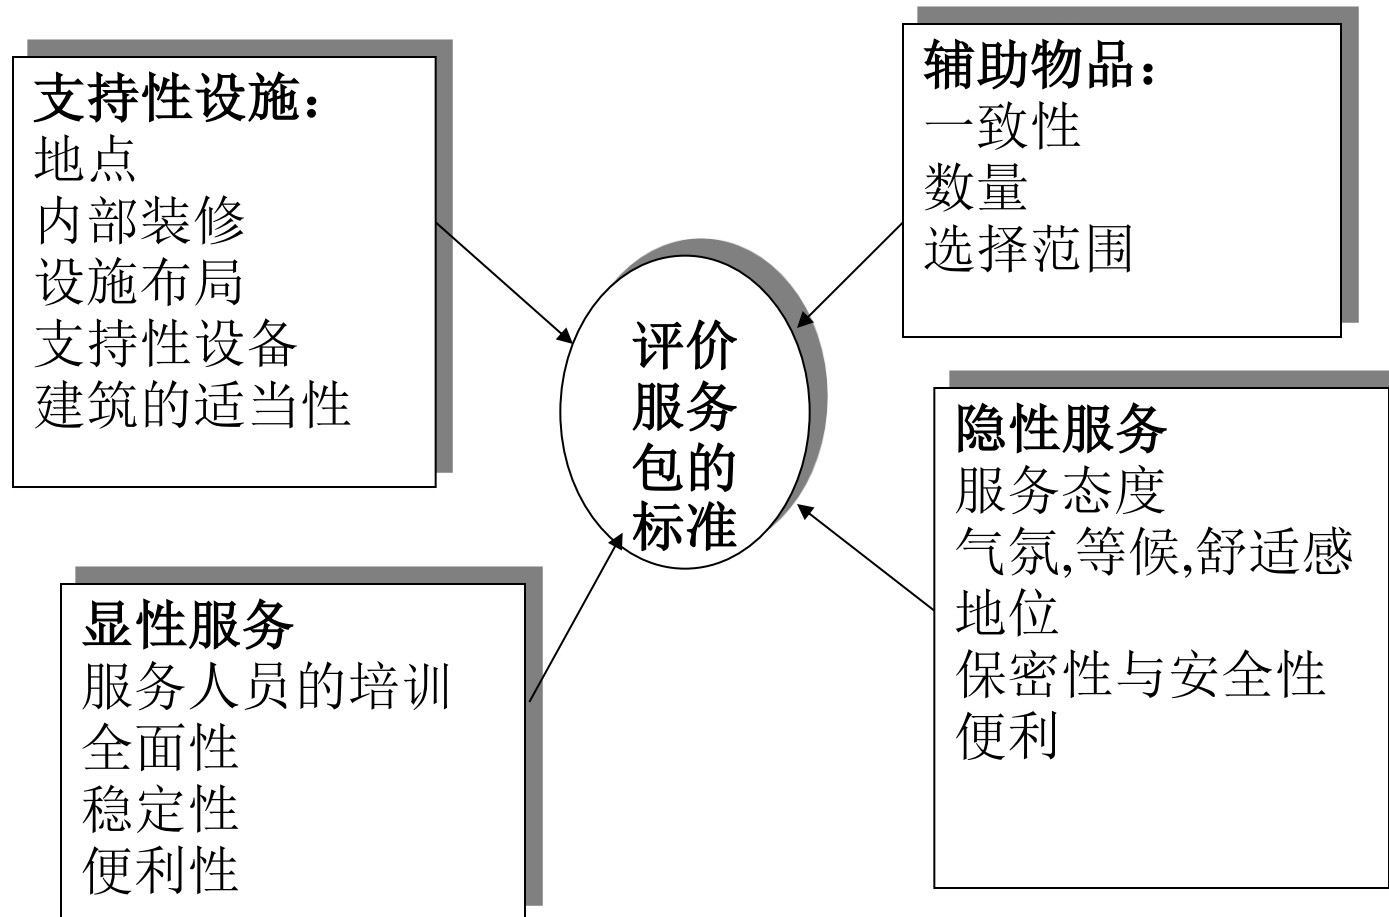 支持性设施：
地点
内部装修
设施布局
支持性设备
建筑的适当性
辅助物品：
一致性
数量
选择范围
评价
服务
包的
标准
显性服务
服务人员的培训
全面性
稳定性
便利性
隐性服务
服务态度
气氛,等候,舒适感
地位
保密性与安全性
便利